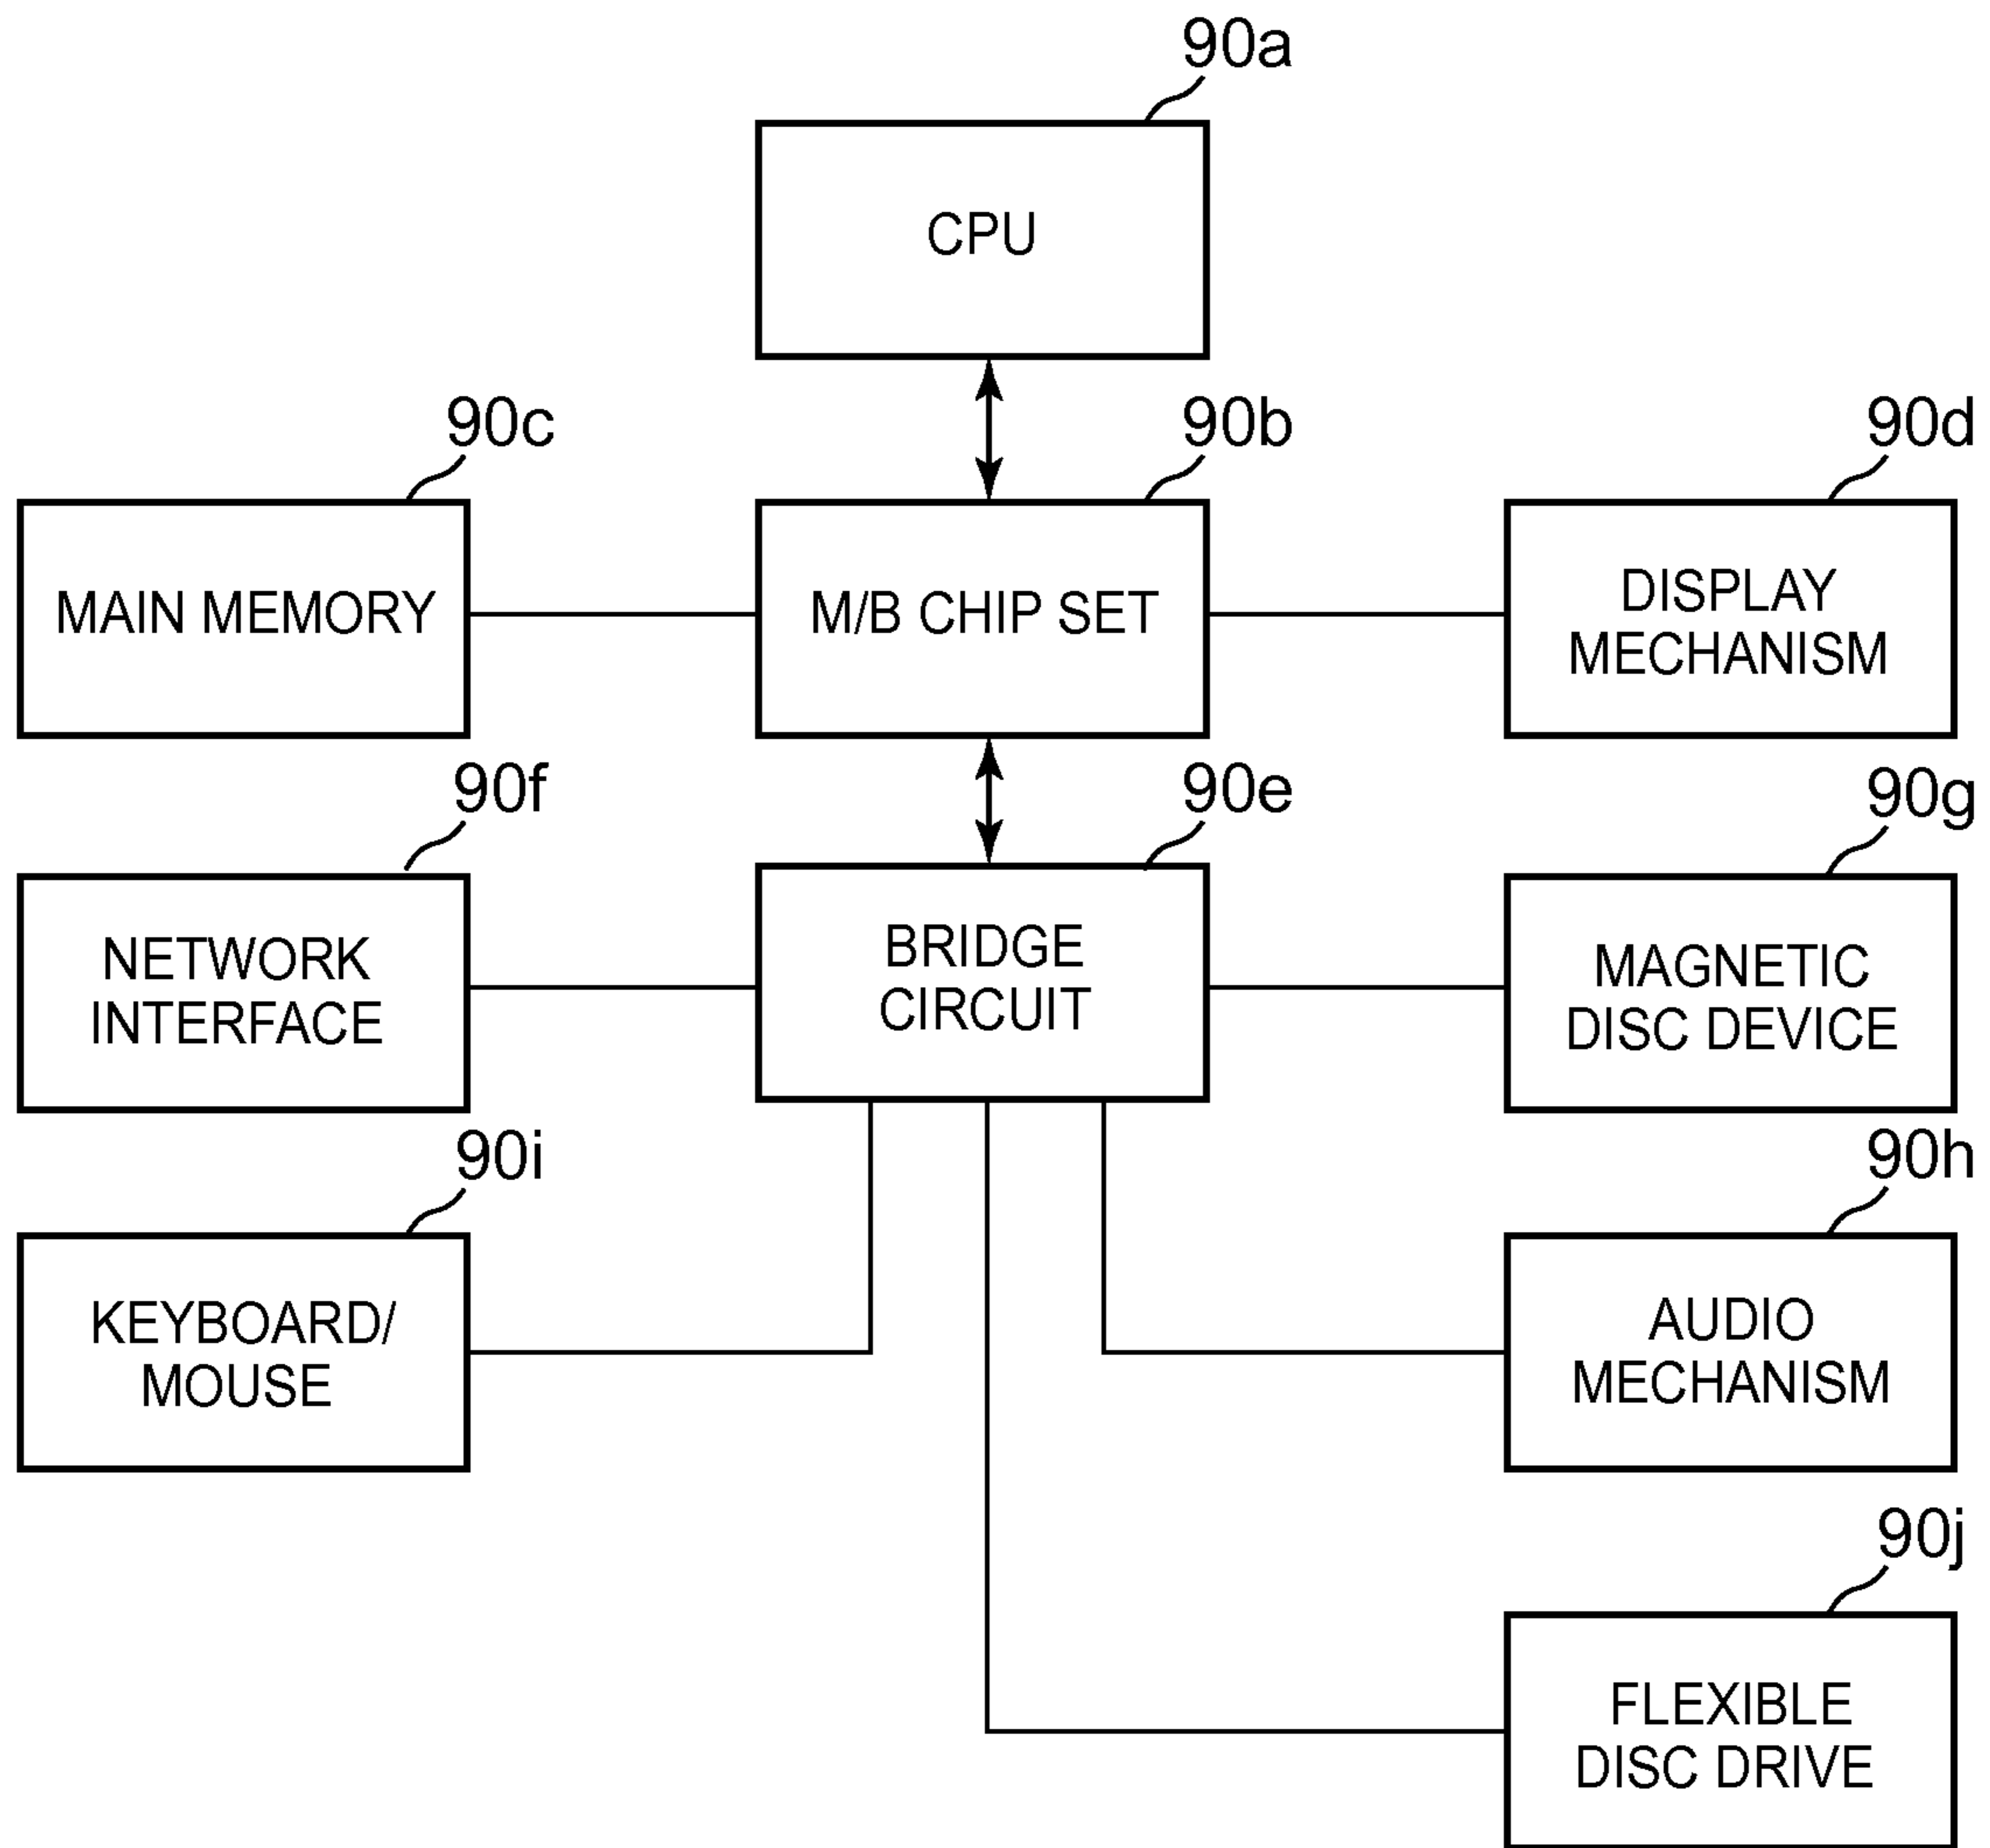 90a
CPU
90c
90b
90d
MAIN MEMORY
M/B CHIP SET
DISPLAY
MECHANISM
90f
90e
90g
NETWORK
INTERFACE
BRIDGE
CIRCUIT
MAGNETIC
DISC DEVICE
90i
90h
KEYBOARD/
MOUSE
AUDIO
MECHANISM
90j
FLEXIBLE
DISC DRIVE